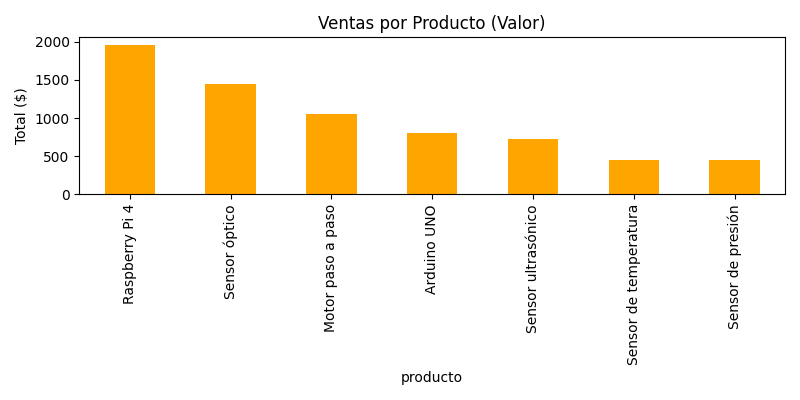 Ventas por Producto (Valor)
Total ($)
2000
1500
1000
500
0
Raspberry Pi 4
Sensor óptico
Motor paso a paso
Arduino UNO
Sensor ultrasónico
Sensor de temperatura
Sensor de presión
producto